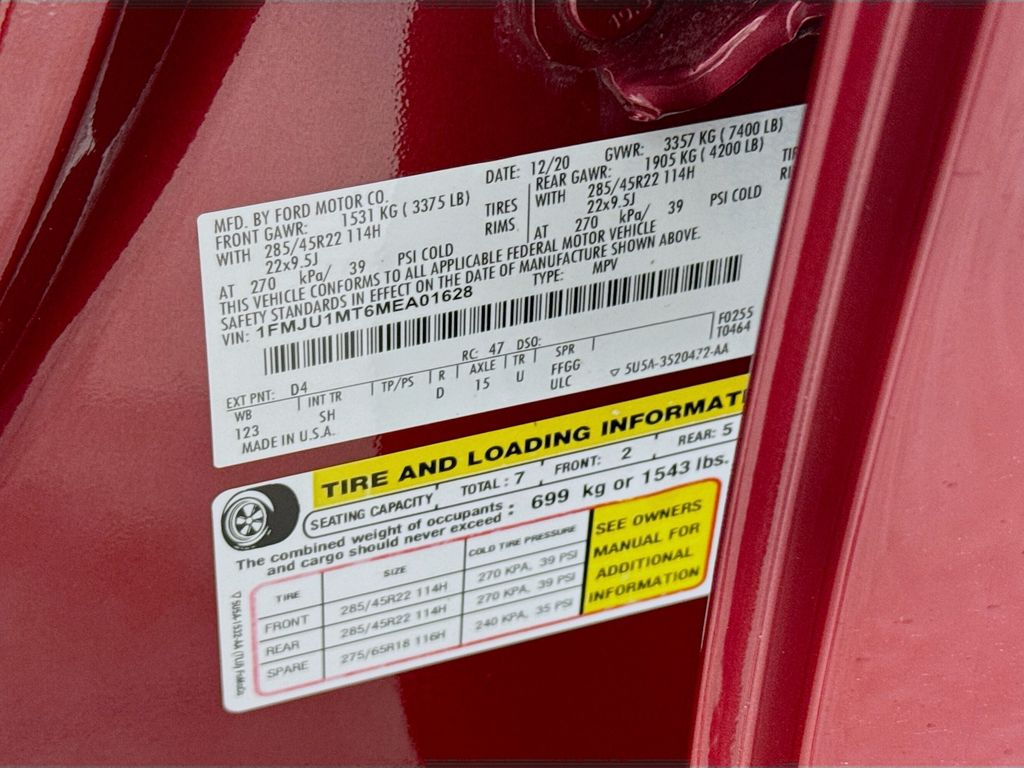 MFD. BY FORD MOTOR CO. DATE: 12/20 GVWR: 3357 KG ( 7400 LB)
FRONT GAWR: 1531 KG ( 3375 LB) REAR GAWR: 1905 KG ( 4200 LB)
WITH 285/45R22 114H TIRES WITH 285/45R22 114H
22x9.5J RIMS 22x9.5J
AT 270 kPa/ 39 PSI COLD AT 270 kPa/ 39 PSI COLD
THIS VEHICLE CONFORMS TO ALL APPLICABLE FEDERAL MOTOR VEHICLE
SAFETY STANDARDS IN EFFECT ON THE DATE OF MANUFACTURE SHOWN ABOVE.
VIN: 1FMJU1MT6MEA01628 TYPE: MPV
F0255
T0464
EXT PNT: D4 RC: 47 DSO:
WB INT TR TP/PS R AXLE TR SPR
123 SH D 15 U FFGG
ULC
▽ 5U5A-3520472-AA
MADE IN U.S.A.
TIRE AND LOADING INFORMAT
SEATING CAPACITY TOTAL: 7 FRONT: 2 REAR: 5
The combined weight of occupants
and cargo should never exceed : 699 kg or 1543 lbs.
TIRE SIZE COLD TIRE PRESSURE
FRONT 285/45R22 114H 270 KPA, 39 PSI
REAR 285/45R22 114H 270 KPA, 39 PSI
SPARE 275/65R18 116H 240 KPA, 35 PSI
SEE OWNERS
MANUAL FOR
ADDITIONAL
INFORMATION